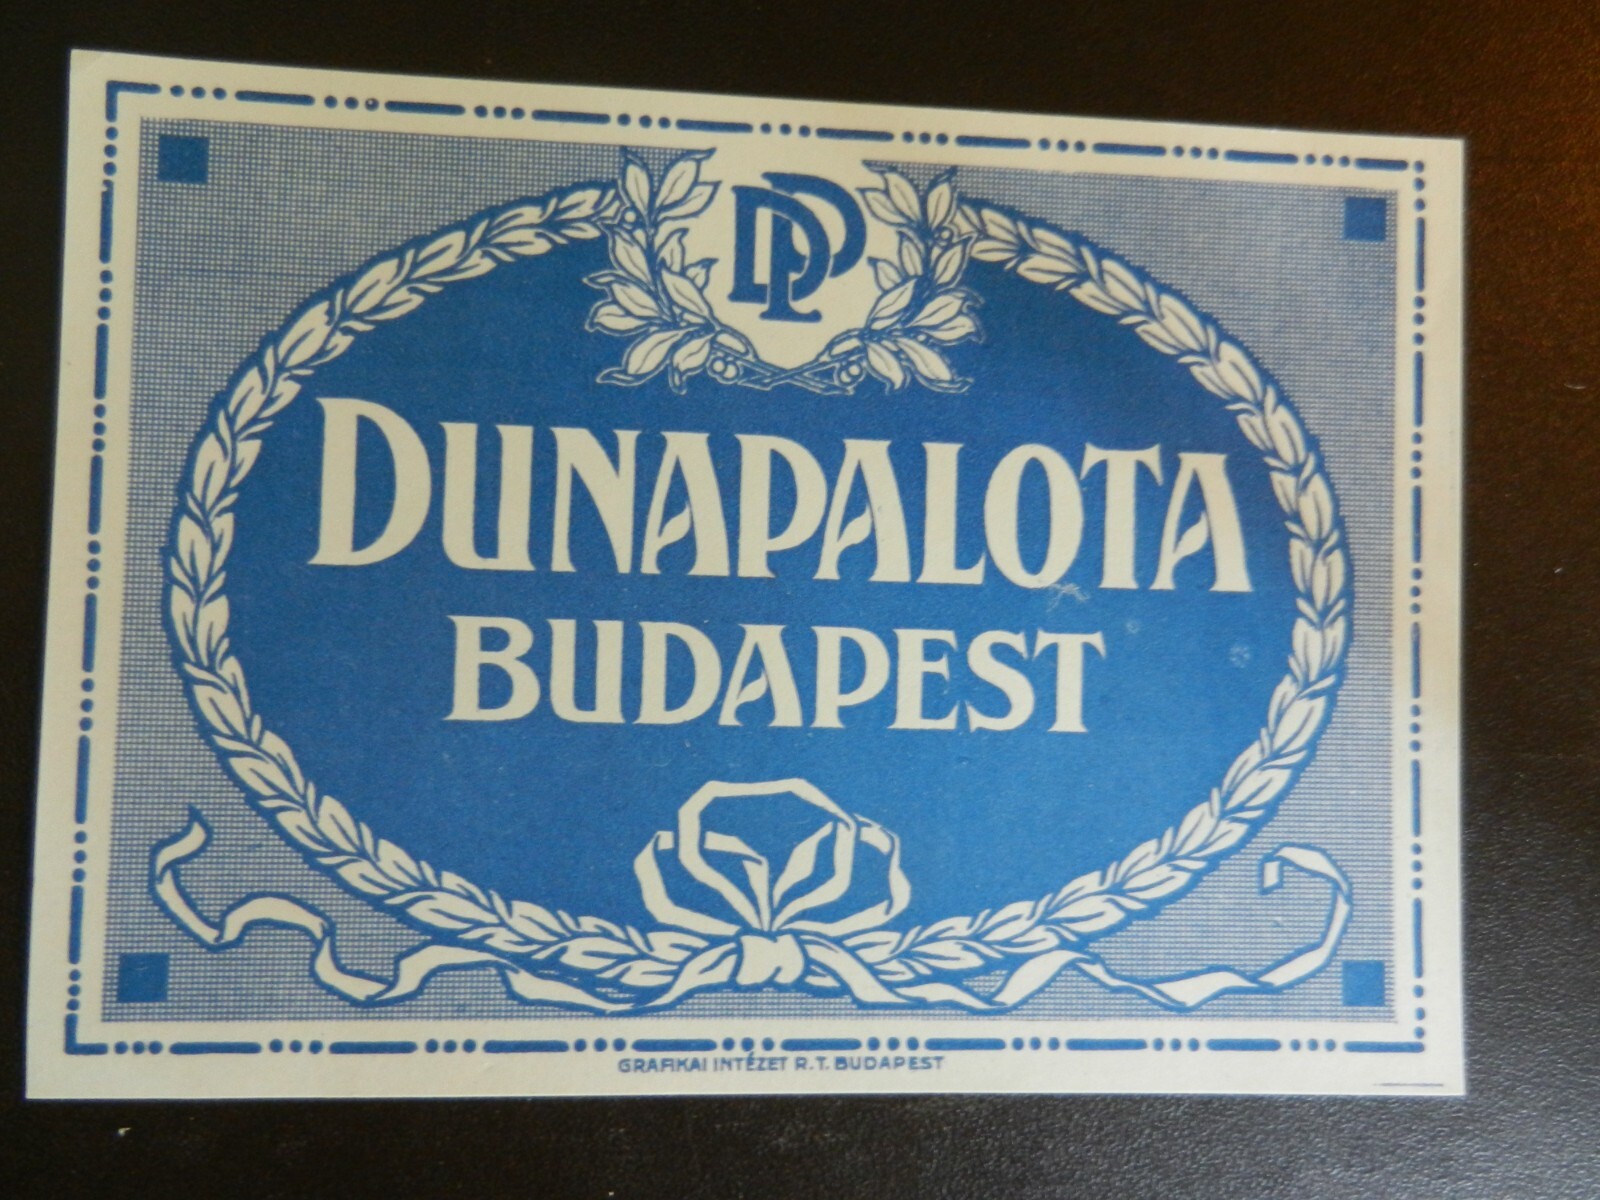 DP
DUNAPALOTA
BUDAPEST
GRAFIKAI INTÉZET R.T. BUDAPEST